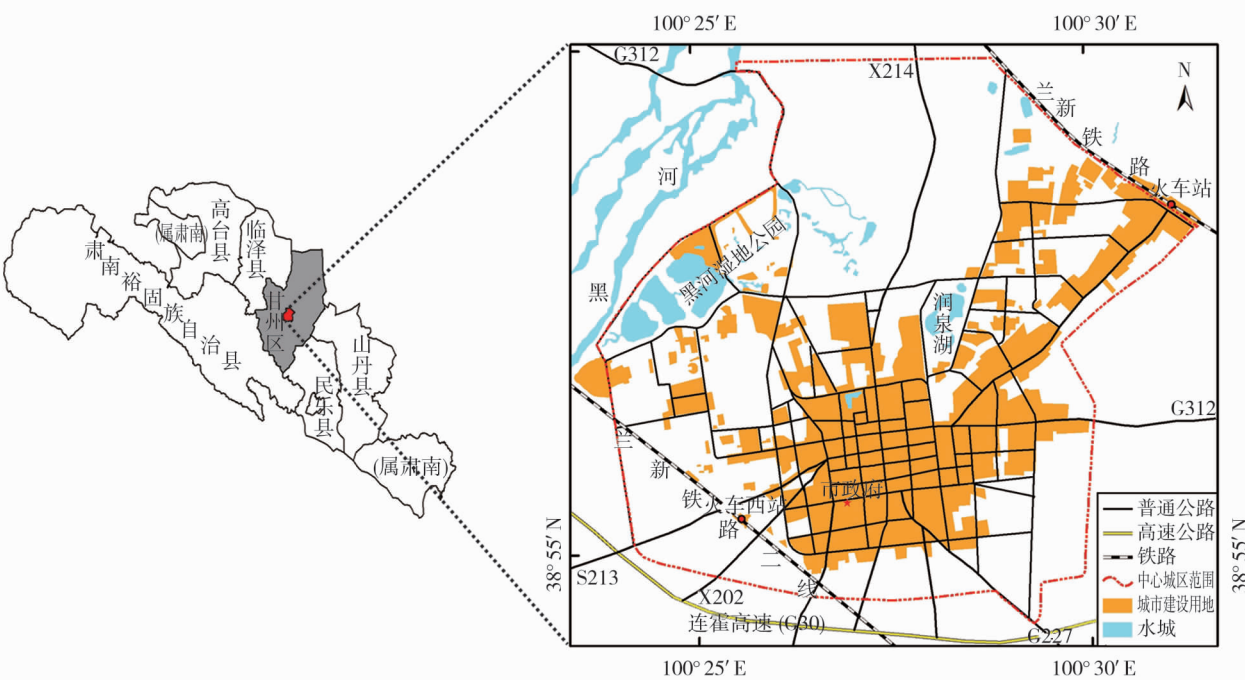 100°25′E
100°30′E
G312
X214
N
兰新铁路
火车站
河
黑
黑河湿地公园
润泉湖
高台县
(属肃南)
临泽县
肃南裕固族自治县
甘州区
山丹县
民乐县
(属肃南)
G312
兰新铁路二线
火车西站
市政府
38°55′N
38°55′N
S213
X202
连霍高速(G30)
G227
普通公路
高速公路
铁路
中心城区范围
城市建设用地
水城
100°25′E
100°30′E